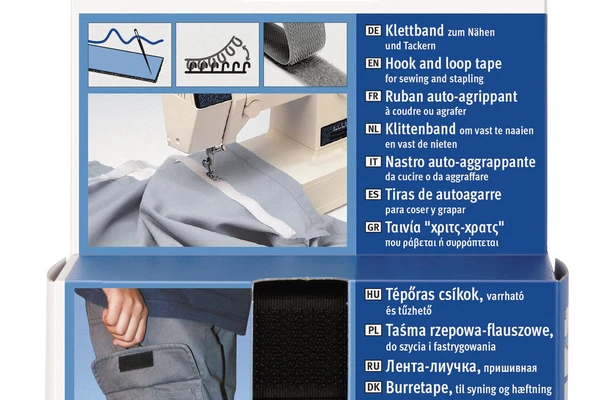 DE Klettband zum Nähen
und Tackern
EN Hook and loop tape
for sewing and stapling
FR Ruban auto-agrippant
à coudre ou agrafer
NL Klittenband om vast te naaien
en vast de nieten
IT Nastro auto-aggrappante
da cucire o da aggraffare
ES Tiras de autoagarre
para coser y grapar
GR Ταινία "χριτς-χρατς"
που ράβεται ή συρράπτεται
HU Tépőras csíkok, varrható
és tűzhető
PL Taśma rzepowa-flauszowe,
do szycia i fastrygowania
RU Лента-лиучка, пришивная
DK Burretape, til syning og hæftning